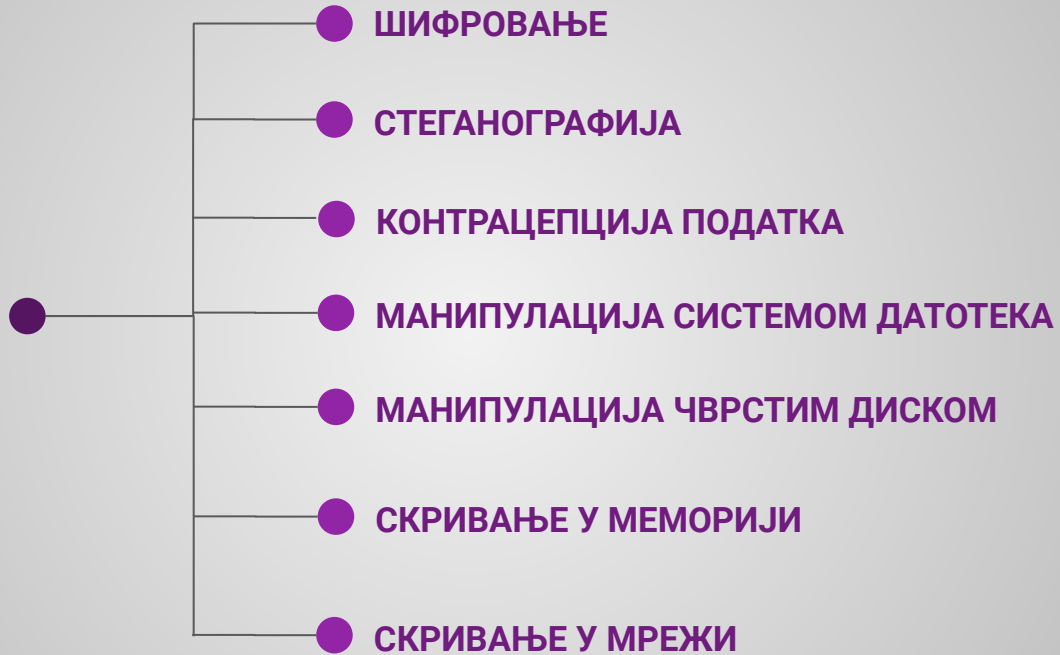 ШИФРОВАЊЕ
СТЕГАНОГРАФИЈА
КОНТРАЦЕПЦИЈА ПОДАТКА
МАНИПУЛАЦИЈА СИСТЕМОМ ДАТОТЕКА
МАНИПУЛАЦИЈА ЧВРСТИМ ДИСКОМ
СКРИВАЊЕ У МЕМОРИЈИ
СКРИВАЊЕ У МРЕЖИ